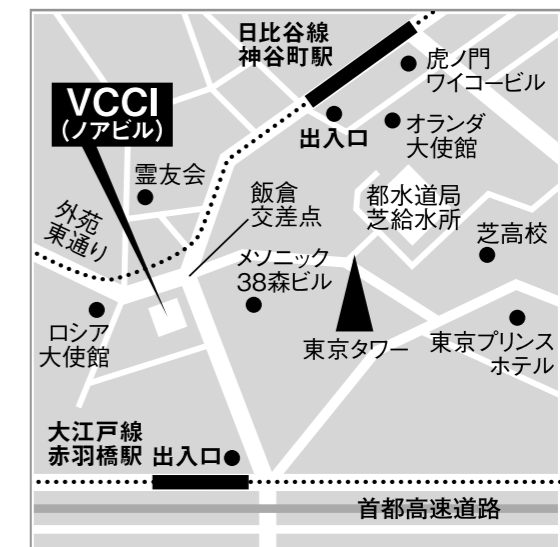 日比谷線
神谷町駅
虎ノ門
ワイコービル
VCCI
(ノアビル)
出入口
オランダ
大使館
霊友会
飯倉
交差点
都水道局
芝給水所
外苑
東通り
芝高校
メソニック
38森ビル
ロシア
大使館
東京タワー
東京プリンス
ホテル
大江戸線
赤羽橋駅 出入口
首都高速道路